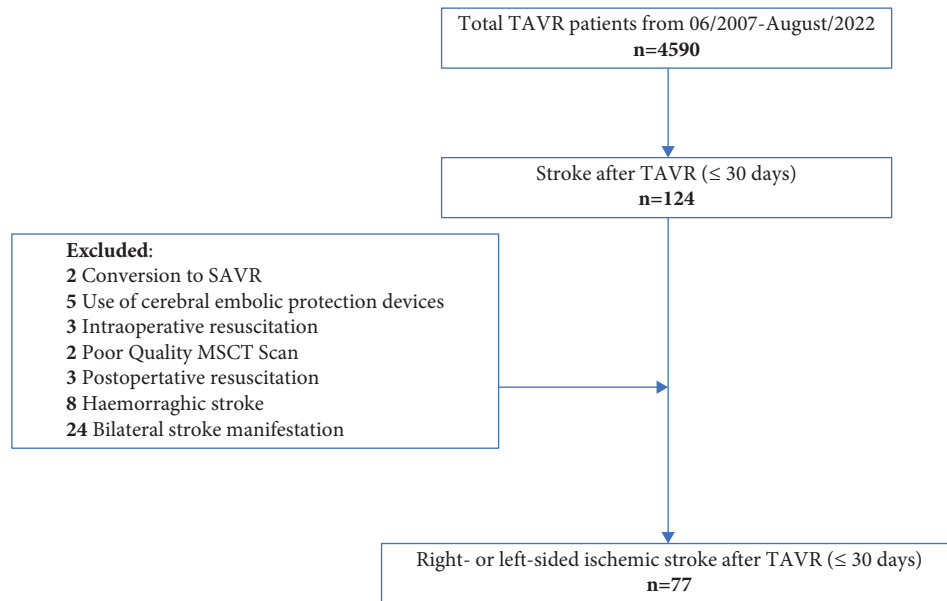 Total TAVR patients from 06/2007-August/2022
n=4590
Stroke after TAVR (≤ 30 days)
n=124
Excluded:
2 Conversion to SAVR
5 Use of cerebral embolic protection devices
3 Intraoperative resuscitation
2 Poor Quality MSCT Scan
3 Postopertative resuscitation
8 Haemorraghic stroke
24 Bilateral stroke manifestation
Right- or left-sided ischemic stroke after TAVR (≤ 30 days)
n=77